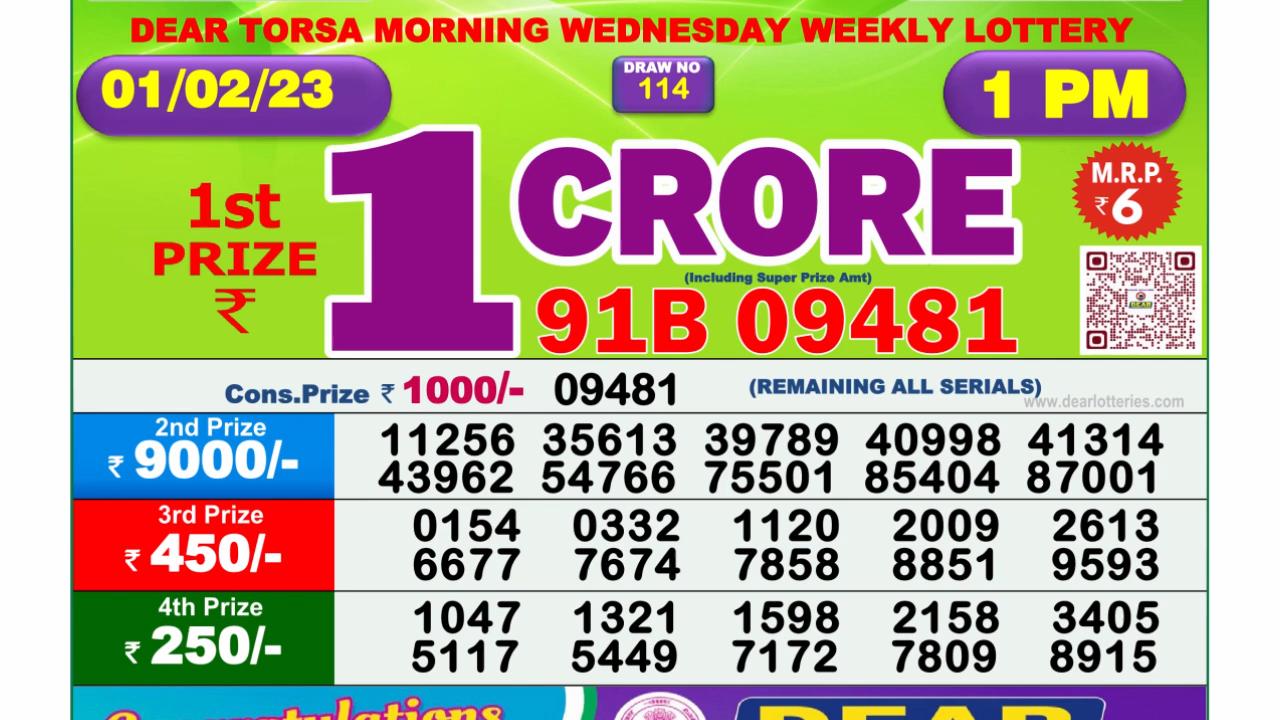 DEAR TORSA MORNING WEDNESDAY WEEKLY LOTTERY
01/02/23
DRAW NO
114
1 PM
1st
PRIZE
₹
1 CRORE
M.R.P.
₹6
(Including Super Prize Amt)
91B 09481
DEAR
Cons.Prize ₹ 1000/- 09481 (REMAINING ALL SERIALS)
www.dearlotteries.com
2nd Prize
₹ 9000/-
11256 35613 39789 40998 41314
43962 54766 75501 85404 87001
3rd Prize
₹ 450/-
0154 0332 1120 2009 2613
6677 7674 7858 8851 9593
4th Prize
₹ 250/-
1047 1321 1598 2158 3405
5117 5449 7172 7809 8915
Congratulations
DEAR